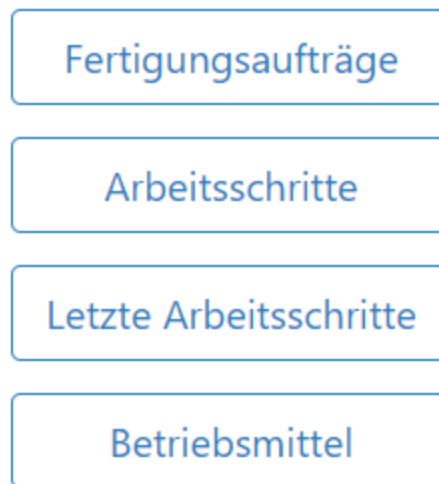 Fertigungsaufträge
Arbeitsschritte
Letzte Arbeitsschritte
Betriebsmittel